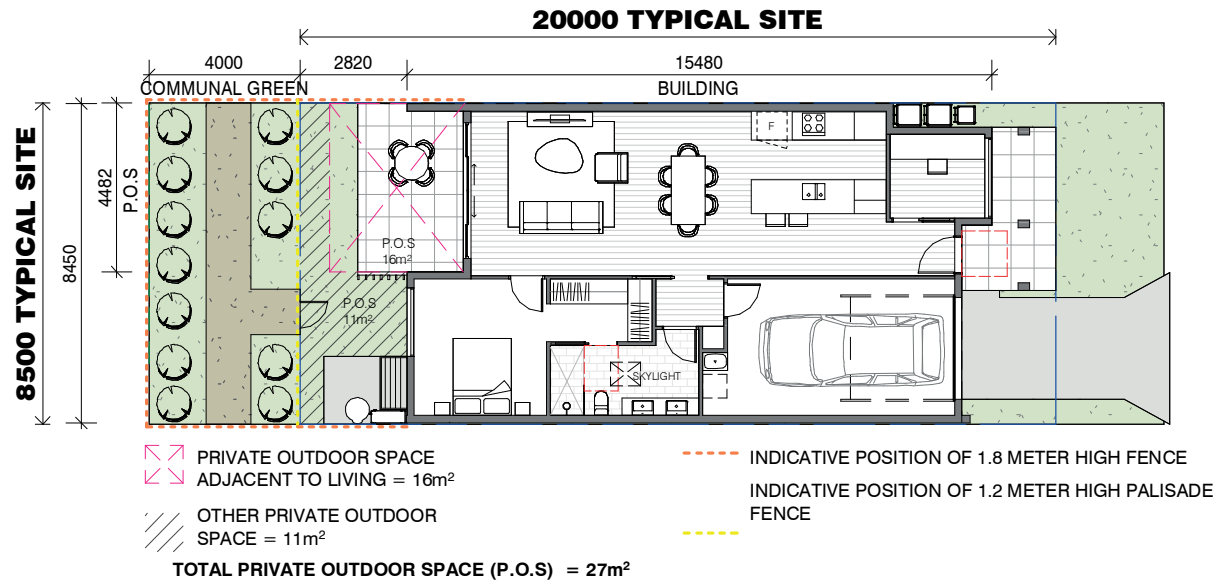 20000 TYPICAL SITE
4000
2820
15480
COMMUNAL GREEN
BUILDING
8500 TYPICAL SITE
8450
4482
P.O.S
F
P.O.S
16m²
P.O.S
11m²
SKYLIGHT
PRIVATE OUTDOOR SPACE
ADJACENT TO LIVING = 16m²
OTHER PRIVATE OUTDOOR
SPACE = 11m²
TOTAL PRIVATE OUTDOOR SPACE (P.O.S) = 27m²
INDICATIVE POSITION OF 1.8 METER HIGH FENCE
INDICATIVE POSITION OF 1.2 METER HIGH PALISADE
FENCE